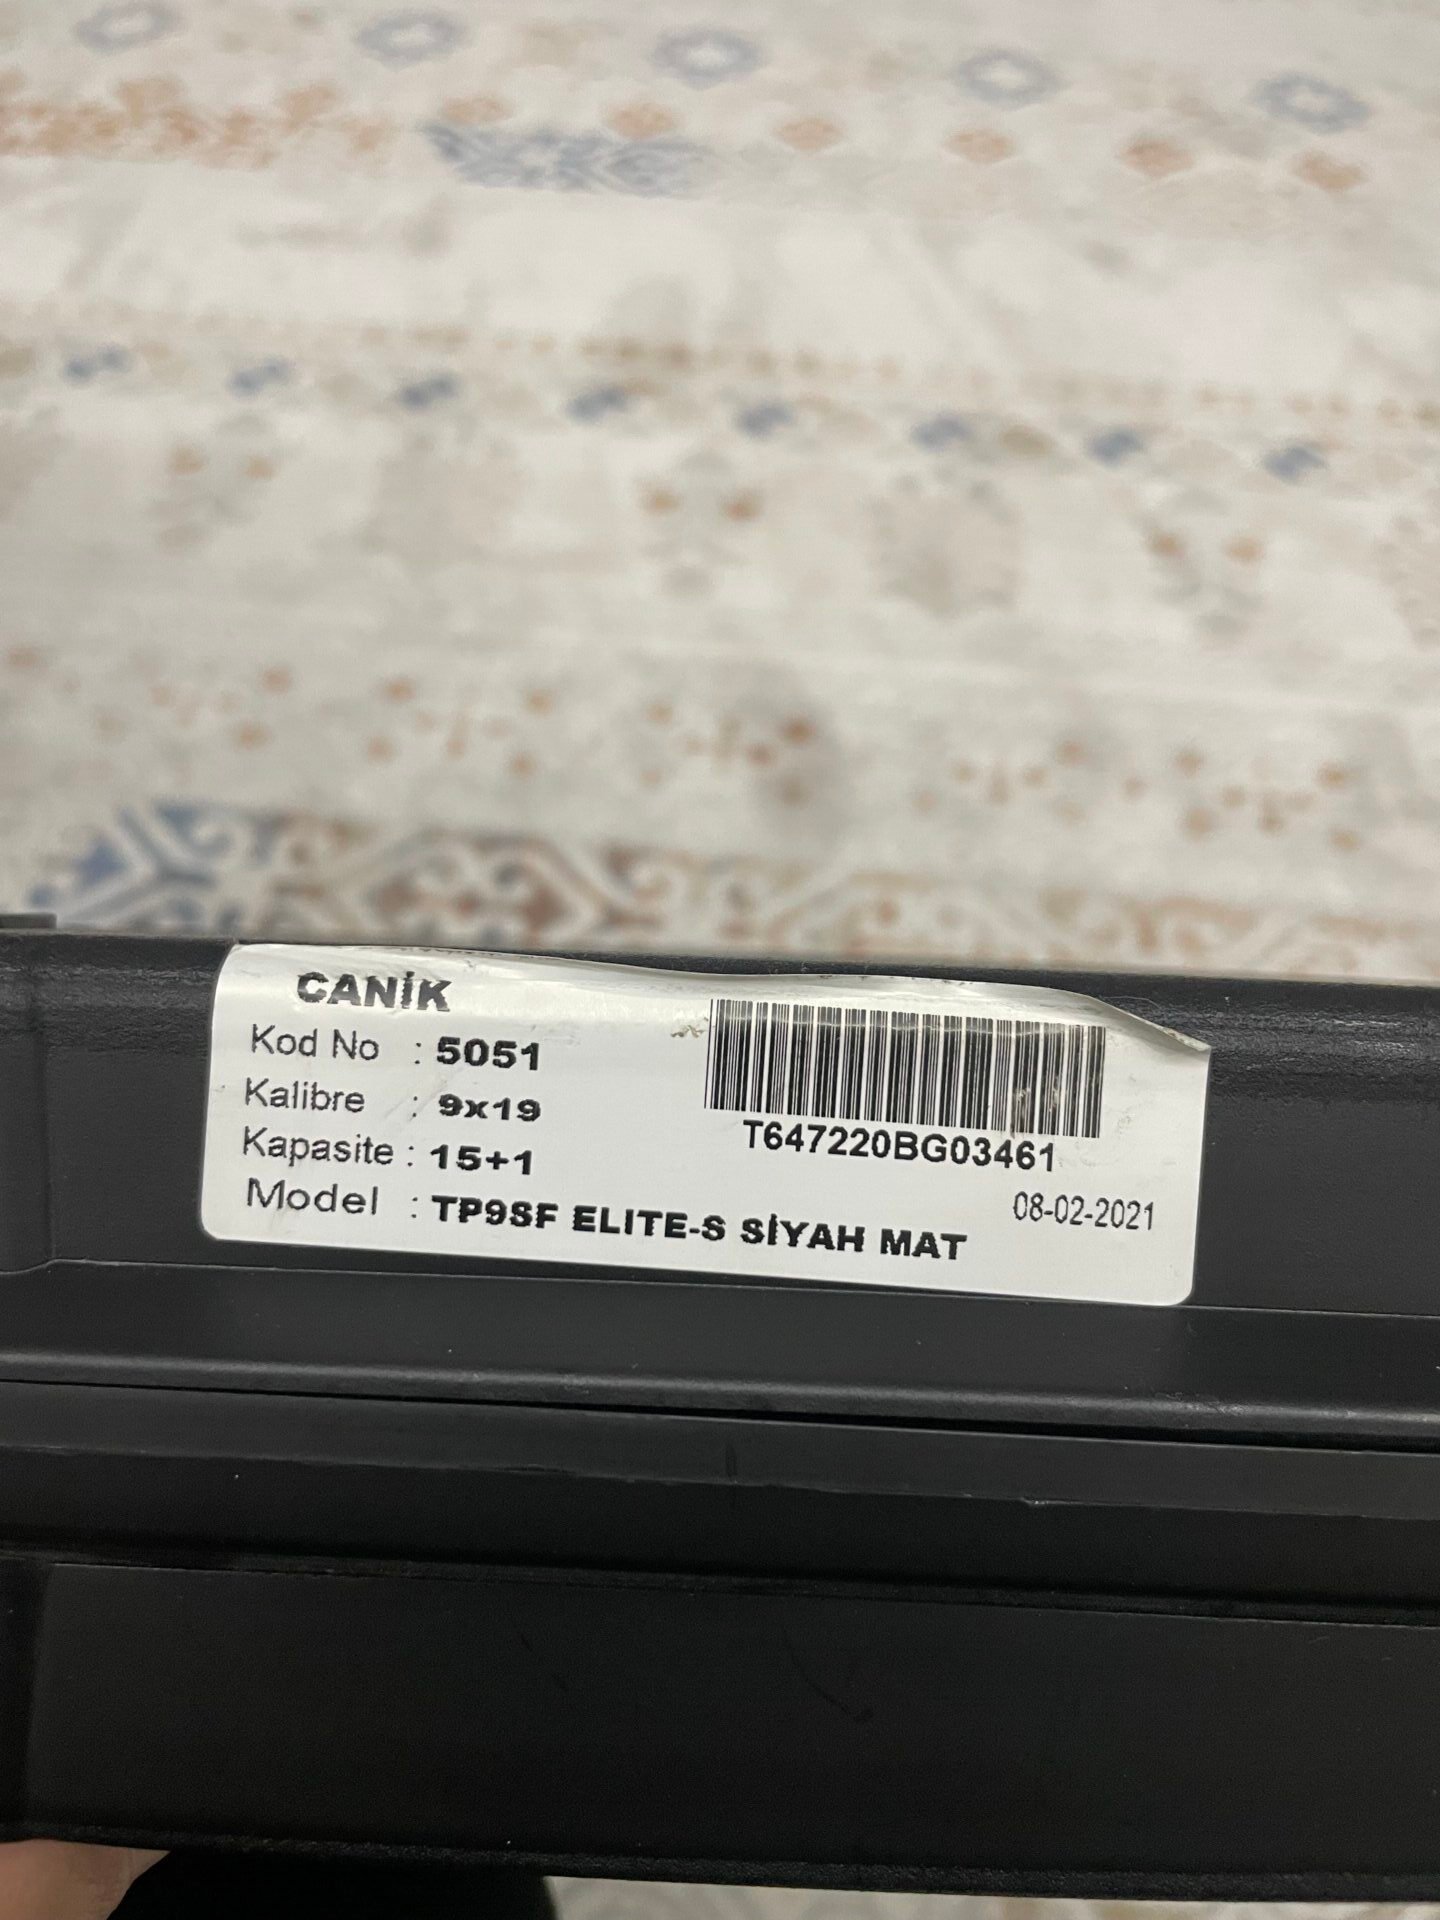 CANİK
Kod No : 5051
Kalibre : 9x19
Kapasite : 15+1
Model : TP9SF ELITE-S SİYAH MAT
T647220BG03461
08-02-2021